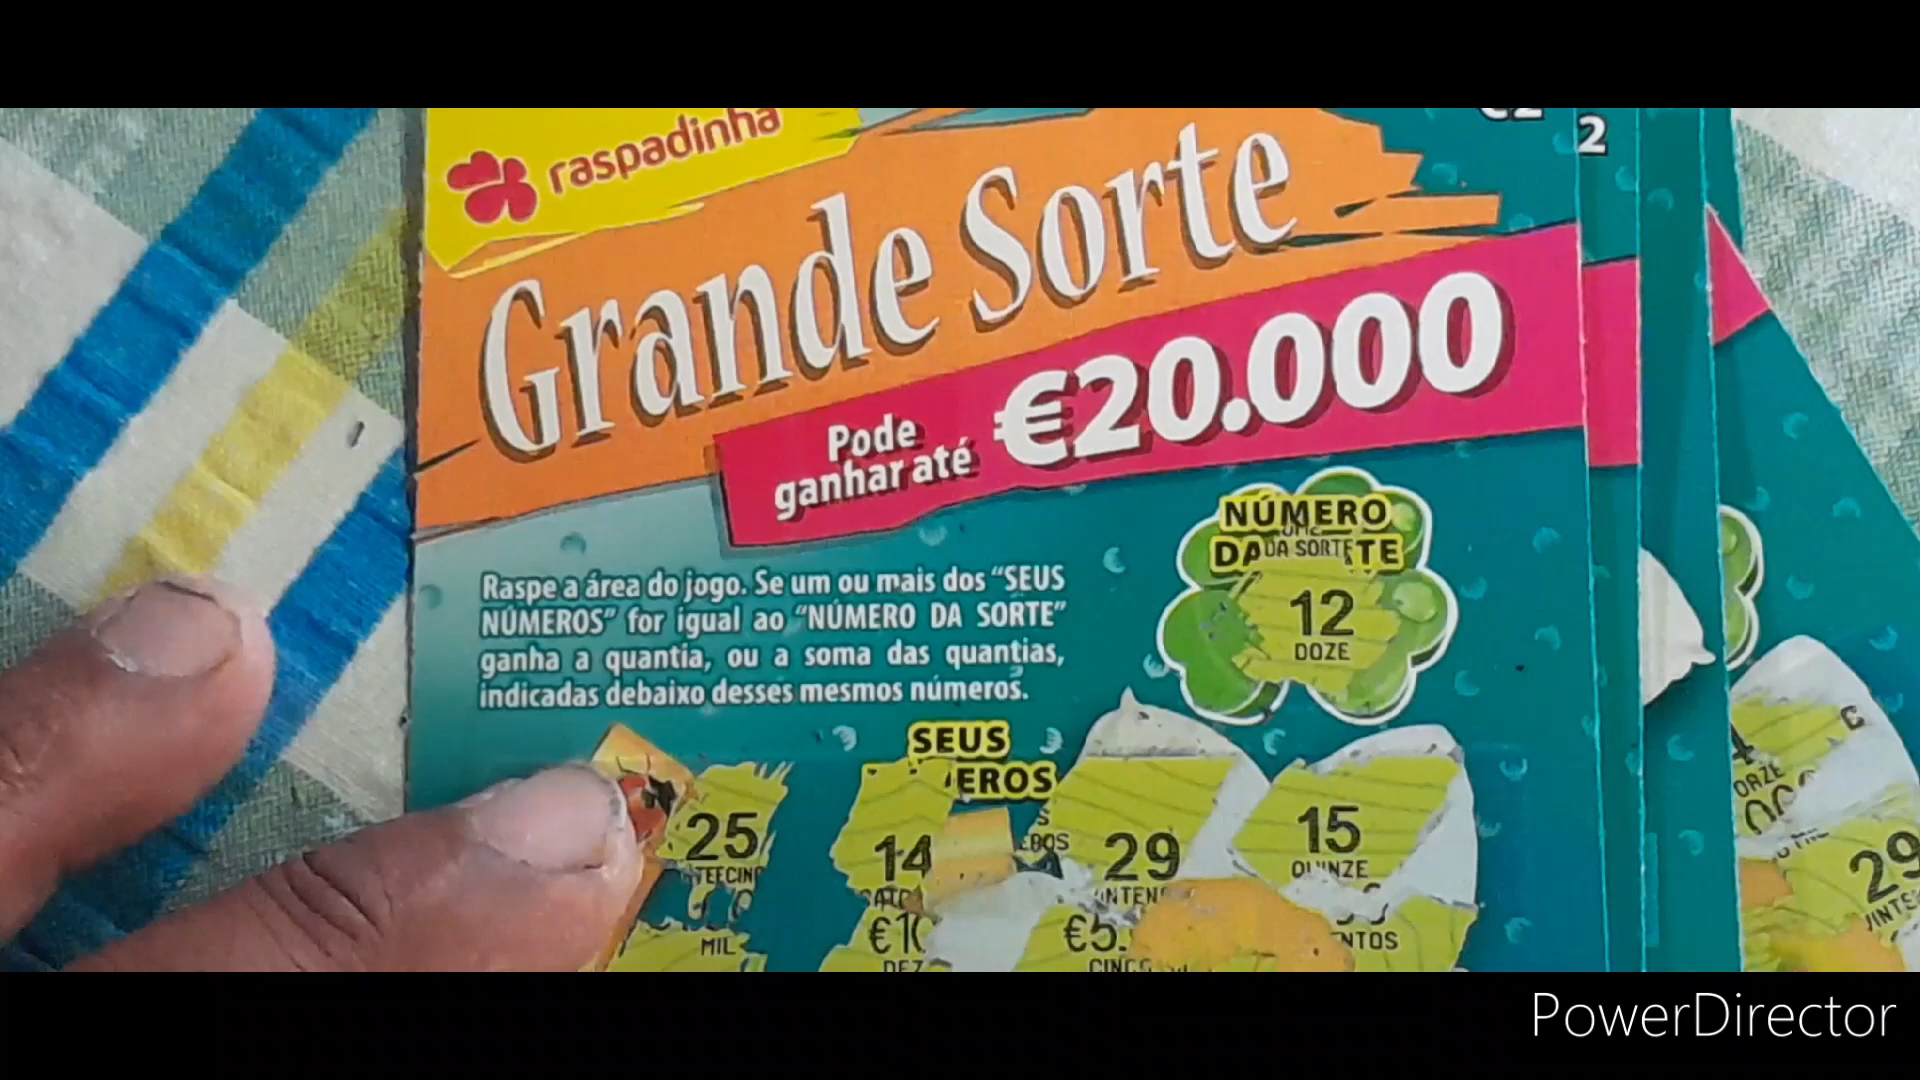 raspadinha
Grande Sorte
2
Pode
ganhar até
€20.000
NÚMERO
DA SORTE
12
DOZE
Raspe a área do jogo. Se um ou mais dos “SEUS
NÚMEROS” for igual ao “NÚMERO DA SORTE”
ganha a quantia, ou a soma das quantias,
indicadas debaixo desses mesmos números.
SEUS
25 14 29 15
MIL
29
PowerDirector